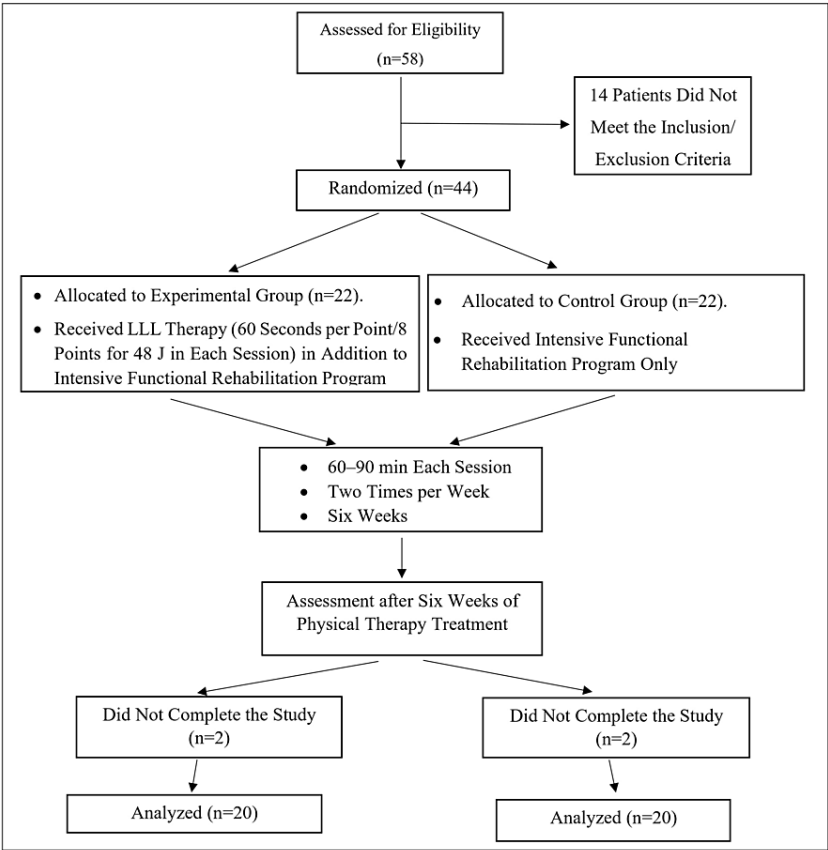 Assessed for Eligibility
(n=58)
14 Patients Did Not
Meet the Inclusion/
Exclusion Criteria
Randomized (n=44)
• Allocated to Experimental Group (n=22).
• Received LLL Therapy (60 Seconds per Point/8
Points for 48 J in Each Session) in Addition to
Intensive Functional Rehabilitation Program
• Allocated to Control Group (n=22).
• Received Intensive Functional
Rehabilitation Program Only
• 60–90 min Each Session
• Two Times per Week
• Six Weeks
Assessment after Six Weeks of
Physical Therapy Treatment
Did Not Complete the Study
(n=2)
Did Not Complete the Study
(n=2)
Analyzed (n=20)
Analyzed (n=20)